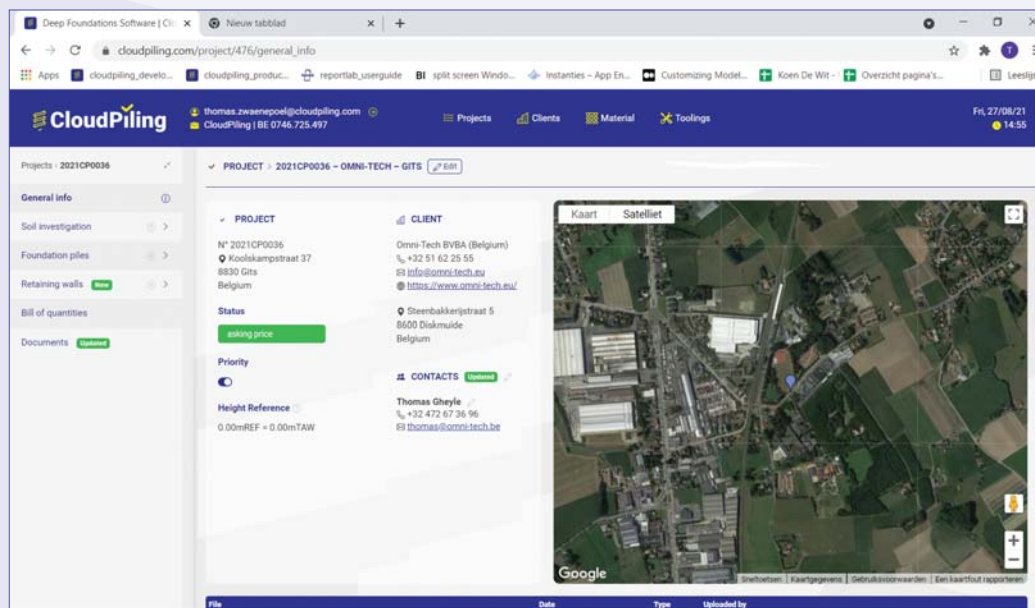 Deep Foundations Software | Clo
Nieuw tabblad
cloudpiling.com/project/476/general_info
Apps
cloudpiling_develo...
cloudpiling_produc...
reportlab_userguide
BI split screen Windo...
Instanties – App En...
Customizing Model...
Koen De Wit -
Overzicht pagina's...
Leeslijs
CloudPiling
thomas.zwaenepoel@cloudpiling.com
CloudPiling | BE 0746.725.497
Projects
Clients
Material
Toolings
Fri, 27/08/21
14:55
Projects > 2021CP0036
PROJECT > 2021CP0036 – OMNI-TECH – GITS
Edit
General info
Soil investigation
Foundation piles
Retaining walls New
Bill of quantities
Documents Updated
PROJECT
N° 2021CP0036
Koolskampstraat 37
8830 Gits
Belgium
Status
asking price
Priority
Height Reference
0.00mREF = 0.00mTAW
CLIENT
Omni-Tech BVBA (Belgium)
+32 51 62 25 55
info@omni-tech.eu
https://www.omni-tech.eu/
Steenbakkerijstraat 5
8600 Diskmuide
Belgium
CONTACTS Updated
Thomas Gheyle
+32 472 67 36 96
thomas@omni-tech.be
Kaart
Satelliet
Google
Sneltoetsen
Kaartgegevens
Gebruiksvoorwaarden
Een kaartfout rapporteren
File
Date
Type
Uploaded by